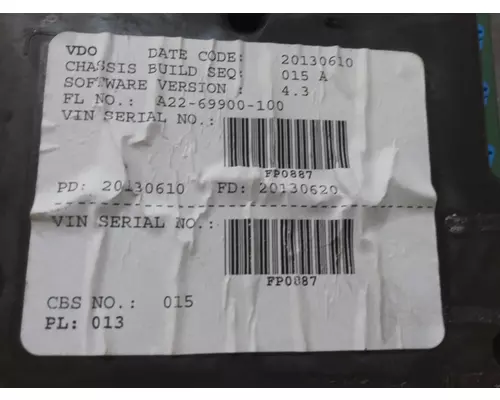 VDO DATE CODE: 20130610
CHASSIS BUILD SEQ: 015 A
SOFTWARE VERSION : 4.3
FL NO.: A22-69900-100
VIN SERIAL NO.:
FP0887
PD: 20130610 FD: 20130620
VIN SERIAL NO.:
FP0887
CBS NO.: 015
PL: 013